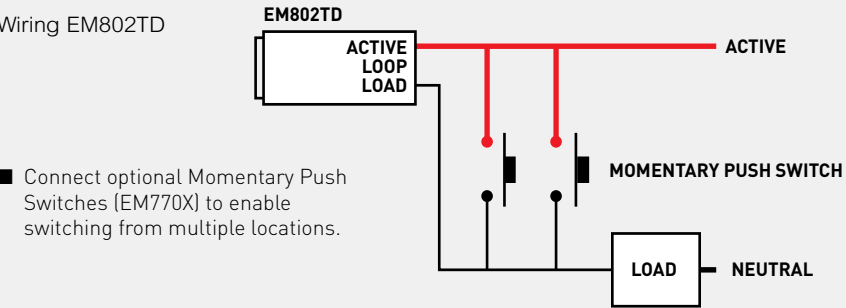 Wiring EM802TD
EM802TD
ACTIVE
LOOP
LOAD
ACTIVE
MOMENTARY PUSH SWITCH
■ Connect optional Momentary Push
Switches (EM770X) to enable
switching from multiple locations.
LOAD
NEUTRAL